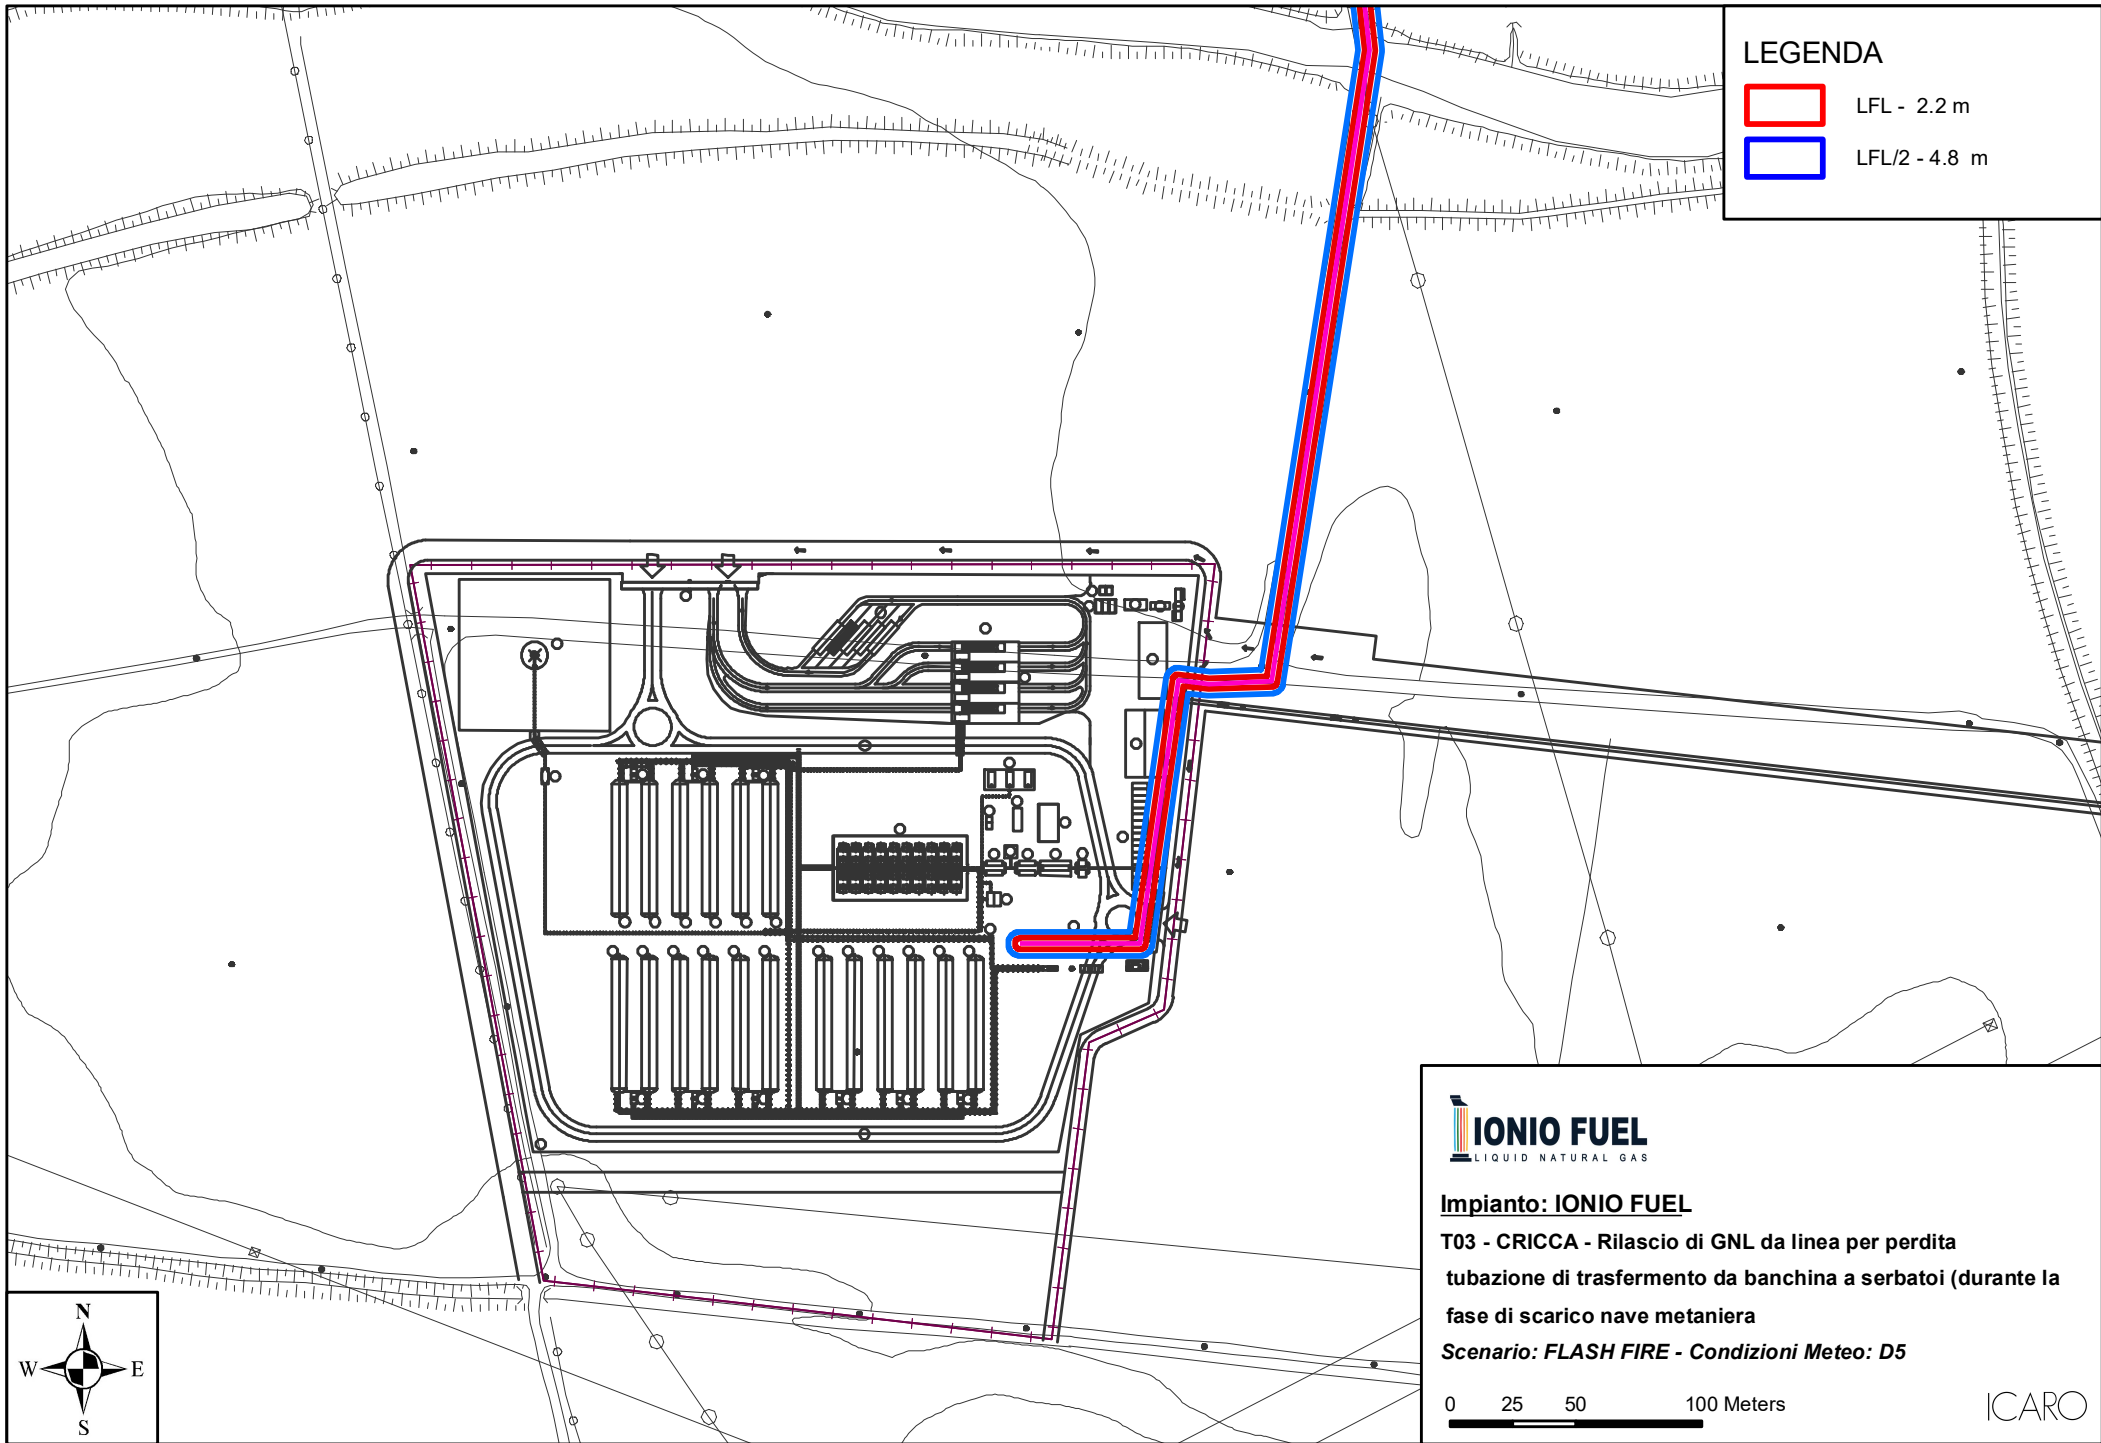 LEGENDA
LFL - 2.2 m
LFL/2 - 4.8 m
IONIO FUEL
LIQUID NATURAL GAS
Impianto: IONIO FUEL
T03 - CRICCA - Rilascio di GNL da linea per perdita
tubazione di trasfermento da banchina a serbatoi (durante la
fase di scarico nave metaniera
Scenario: FLASH FIRE - Condizioni Meteo: D5
0 25 50 100 Meters
ICARO
N
W E
S